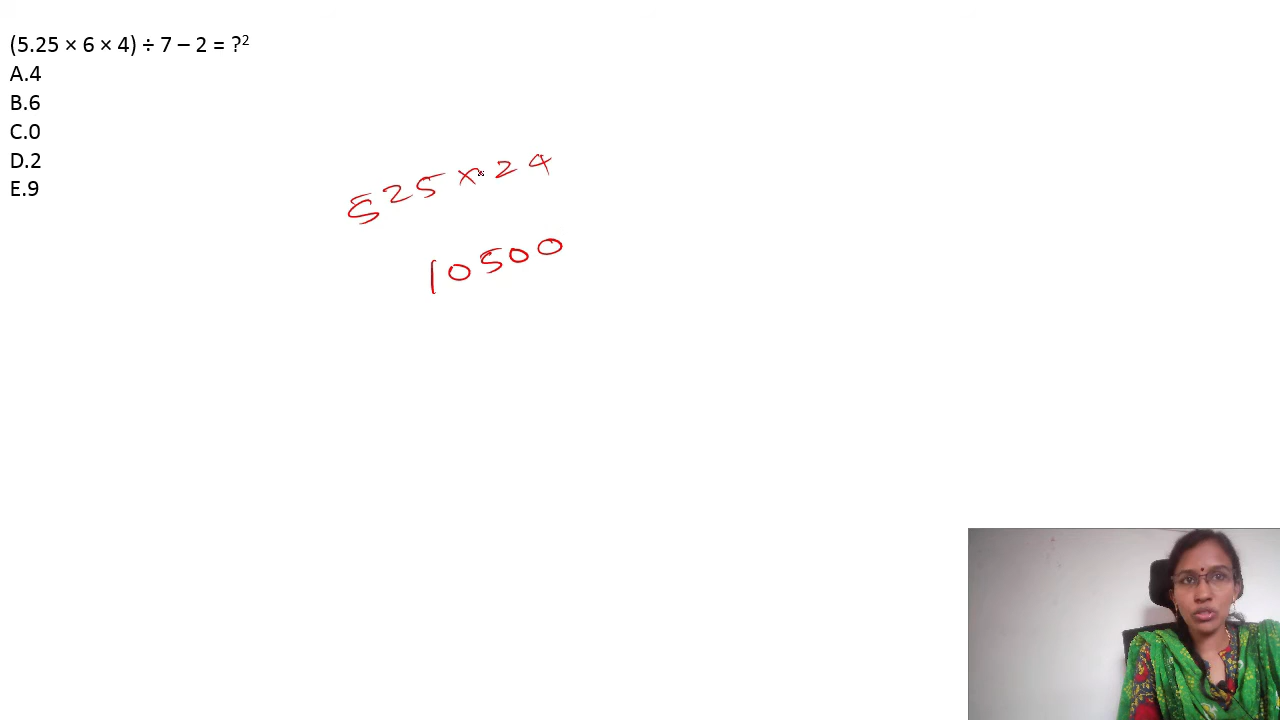 (5.25 × 6 × 4) ÷ 7 – 2 = ?²
A.4
B.6
C.0
D.2
E.9
525 × 24
10500